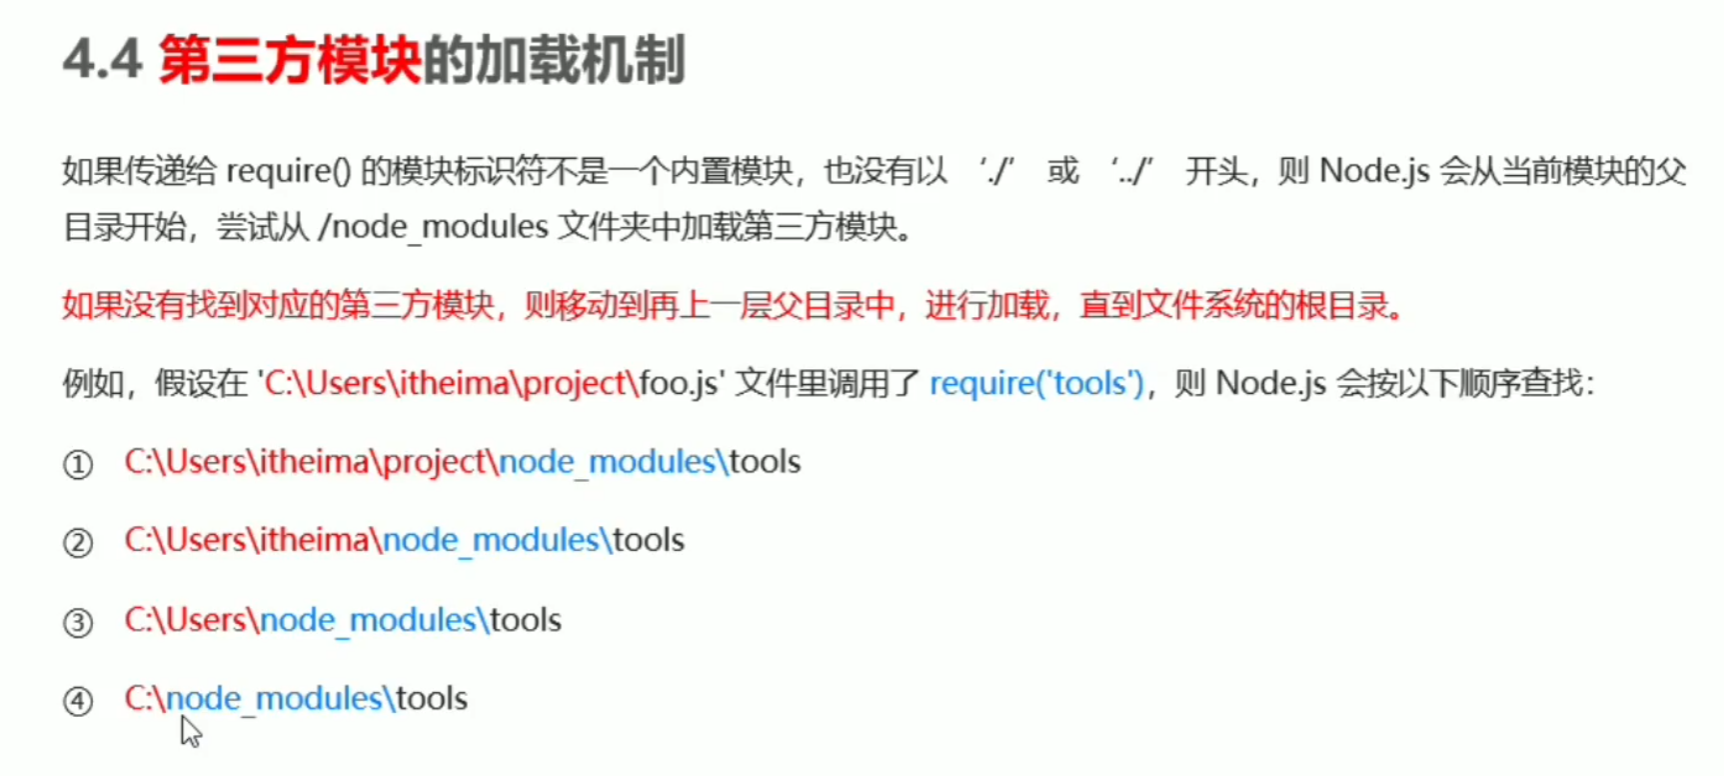 4.4 第三方模块的加载机制
如果传递给 require() 的模块标识符不是一个内置模块，也没有以 ‘./’ 或 ‘../’ 开头，则 Node.js 会从当前模块的父
目录开始，尝试从 /node_modules 文件夹中加载第三方模块。
如果没有找到对应的第三方模块，则移动到再上一层父目录中，进行加载，直到文件系统的根目录。
例如，假设在 'C:\Users\itheima\project\foo.js' 文件里调用了 require('tools')，则 Node.js 会按以下顺序查找：
① C:\Users\itheima\project\node_modules\tools
② C:\Users\itheima\node_modules\tools
③ C:\Users\node_modules\tools
④ C:\node_modules\tools